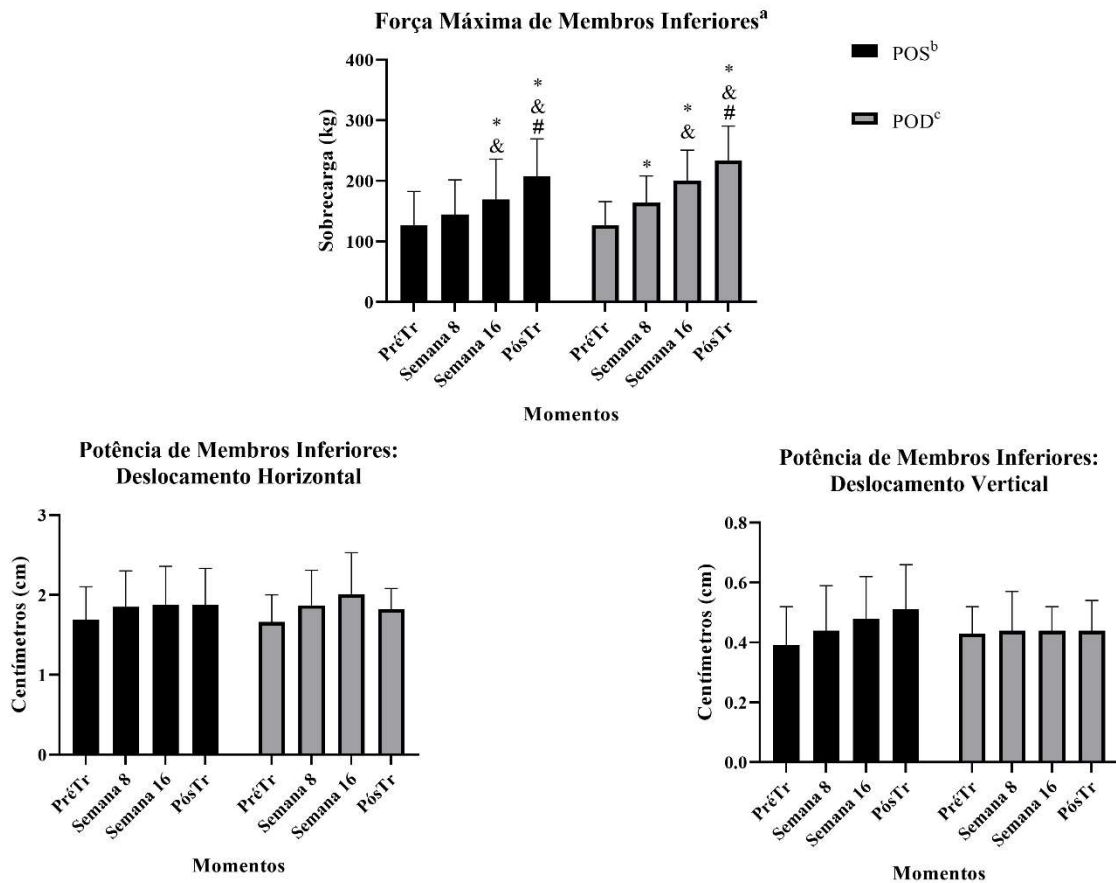 Força Máxima de Membros Inferioresᵃ
POSᵇ
PODᶜ
Sobrecarga (kg)
400
300
200
100
0
* * * * *
& & & &
# #
PréTr Semana 8 Semana 16 PósTr PréTr Semana 8 Semana 16 PósTr
Momentos
Potência de Membros Inferiores:
Deslocamento Horizontal
Centímetros (cm)
3
2
1
0
PréTr Semana 8 Semana 16 PósTr PréTr Semana 8 Semana 16 PósTr
Momentos
Potência de Membros Inferiores:
Deslocamento Vertical
Centímetros (cm)
0.8
0.6
0.4
0.2
0.0
PréTr Semana 8 Semana 16 PósTr PréTr Semana 8 Semana 16 PósTr
Momentos